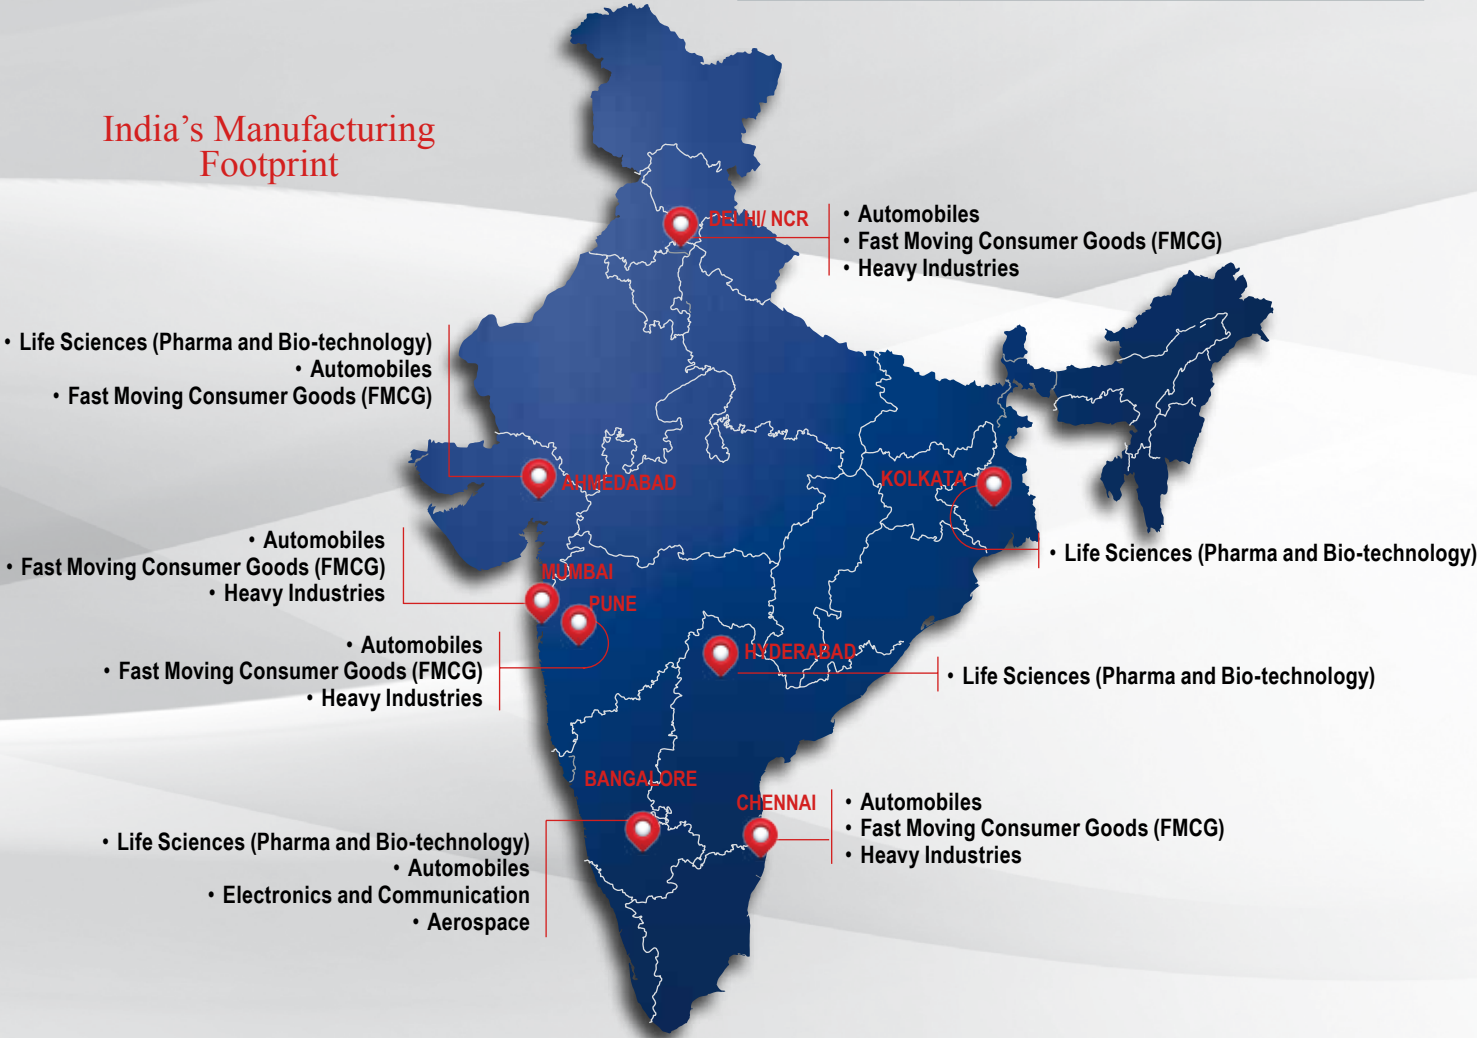 India’s Manufacturing
Footprint
DELHI/ NCR
• Automobiles
• Fast Moving Consumer Goods (FMCG)
• Heavy Industries
• Life Sciences (Pharma and Bio-technology)
• Automobiles
• Fast Moving Consumer Goods (FMCG)
AHMEDABAD
KOLKATA
• Life Sciences (Pharma and Bio-technology)
• Automobiles
• Fast Moving Consumer Goods (FMCG)
• Heavy Industries
MUMBAI
PUNE
• Automobiles
• Fast Moving Consumer Goods (FMCG)
• Heavy Industries
HYDERABAD
• Life Sciences (Pharma and Bio-technology)
BANGALORE
• Life Sciences (Pharma and Bio-technology)
• Automobiles
• Electronics and Communication
• Aerospace
CHENNAI
• Automobiles
• Fast Moving Consumer Goods (FMCG)
• Heavy Industries